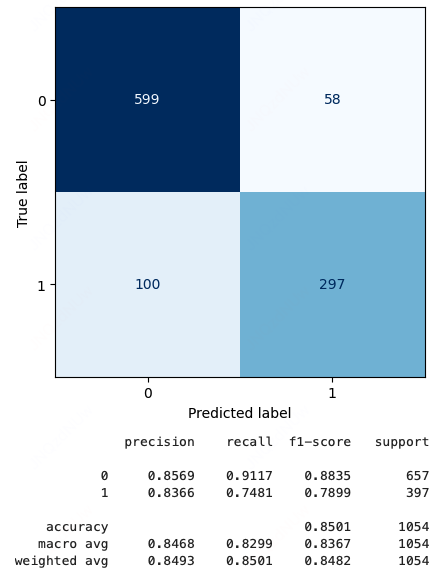 0
599
58
True label
1
100
297
0 1
Predicted label
precision recall f1-score support
0 0.8569 0.9117 0.8835 657
1 0.8366 0.7481 0.7899 397
accuracy 0.8501 1054
macro avg 0.8468 0.8299 0.8367 1054
weighted avg 0.8493 0.8501 0.8482 1054